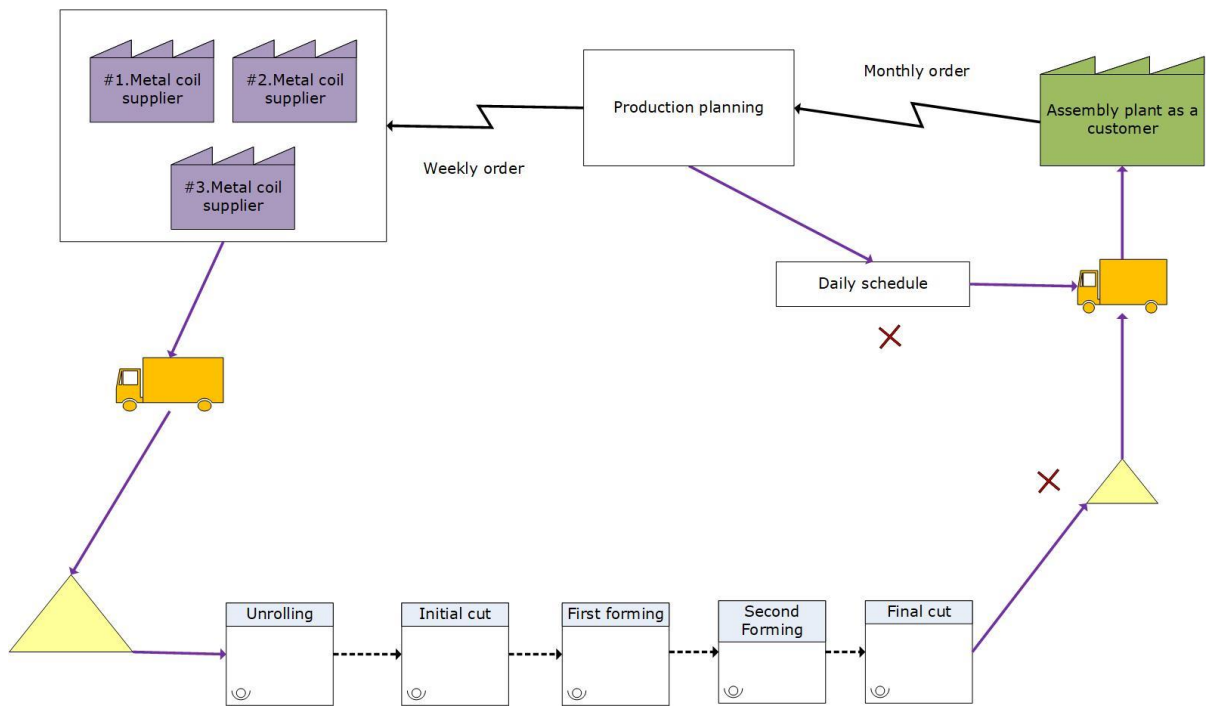 #1.Metal coil
supplier
#2.Metal coil
supplier
#3.Metal coil
supplier
Weekly order
Production planning
Monthly order
Assembly plant as a
customer
Daily schedule
Unrolling
Initial cut
First forming
Second
Forming
Final cut